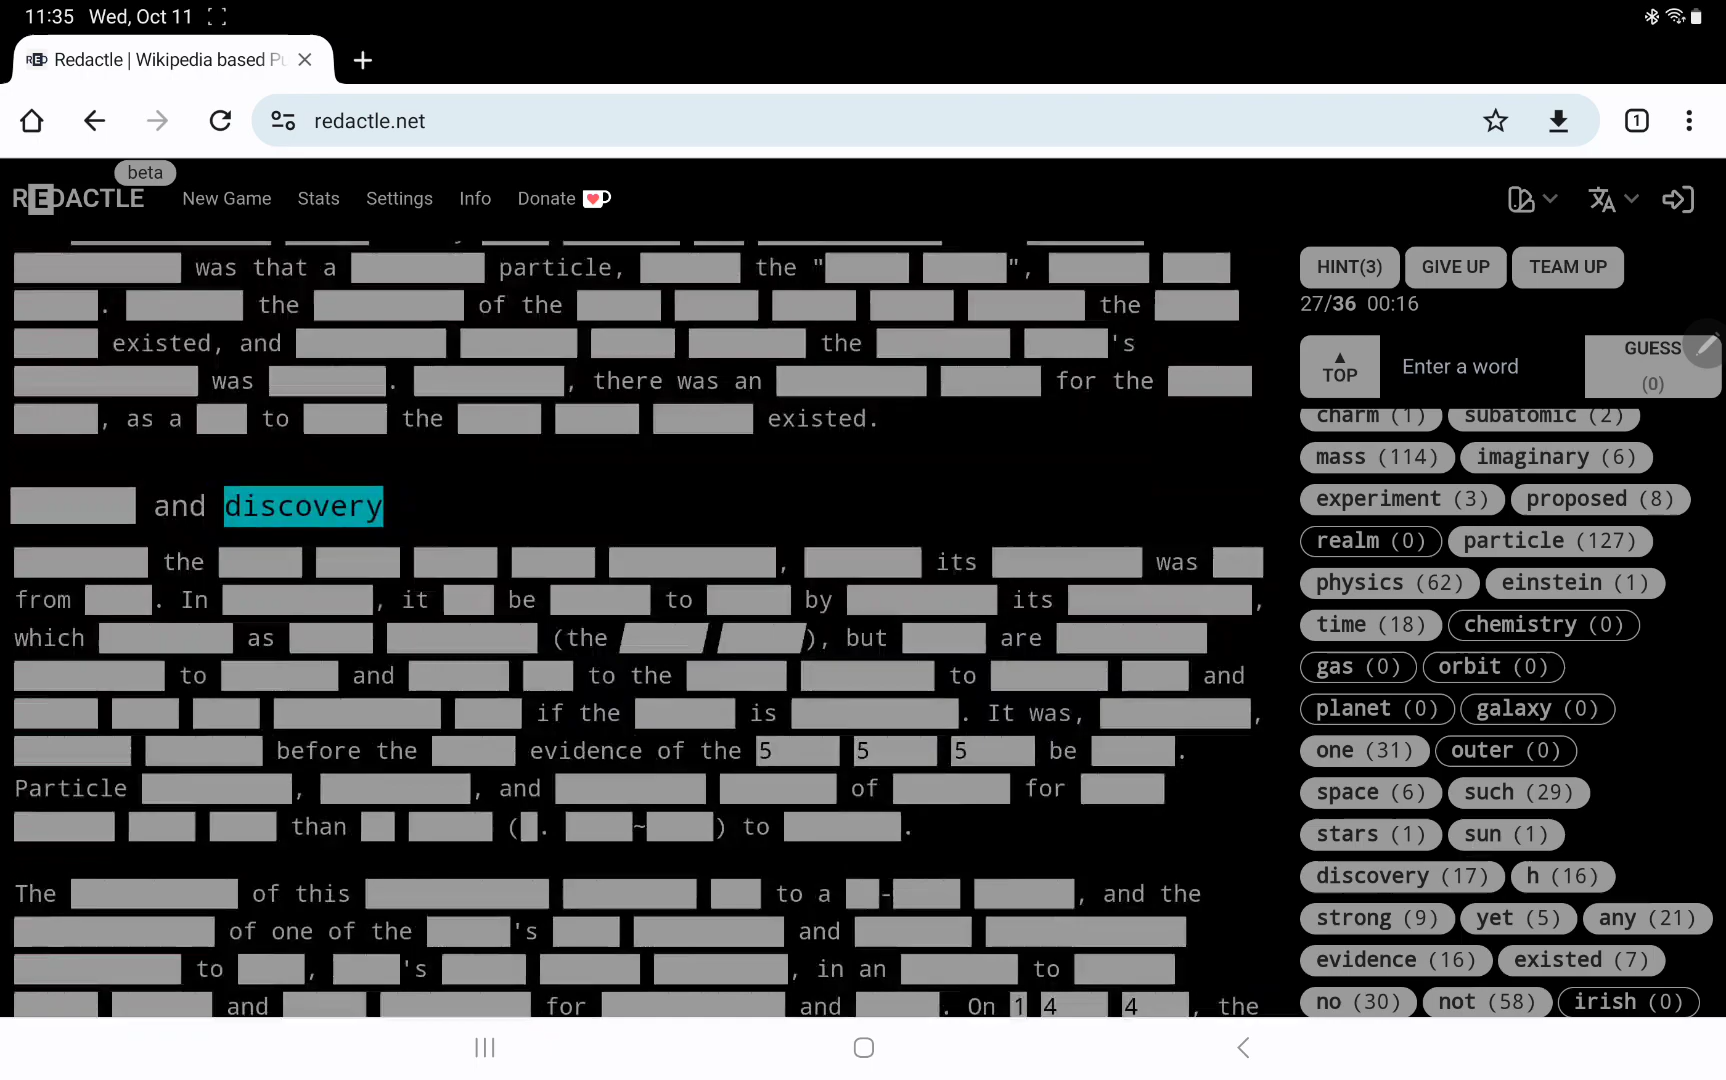 11:35 Wed, Oct 11
RED Redactle | Wikipedia based Pu
redactle.net
1
REDACTLE beta New Game Stats Settings Info Donate
was that a particle, the " ",
. the of the the
existed, and the 's
was . , there was an for the
, as a to the existed.
and discovery
the , its was
from . In , it be to by its ,
which as (the ), but are
to and to the to and
if the is . It was, ,
before the evidence of the 5 5 5 be .
Particle , , and of for
than ( . ~ ) to .
The of this to a - , and the
of one of the 's and
to , 's , in an to
and for and . On 1 4 4 , the
HINT(3) GIVE UP TEAM UP
27/36 00:16
▲ TOP Enter a word GUESS (0)
charm (1) subatomic (2)
mass (114) imaginary (6)
experiment (3) proposed (8)
realm (0) particle (127)
physics (62) einstein (1)
time (18) chemistry (0)
gas (0) orbit (0)
planet (0) galaxy (0)
one (31) outer (0)
space (6) such (29)
stars (1) sun (1)
discovery (17) h (16)
strong (9) yet (5) any (21)
evidence (16) existed (7)
no (30) not (58) irish (0)